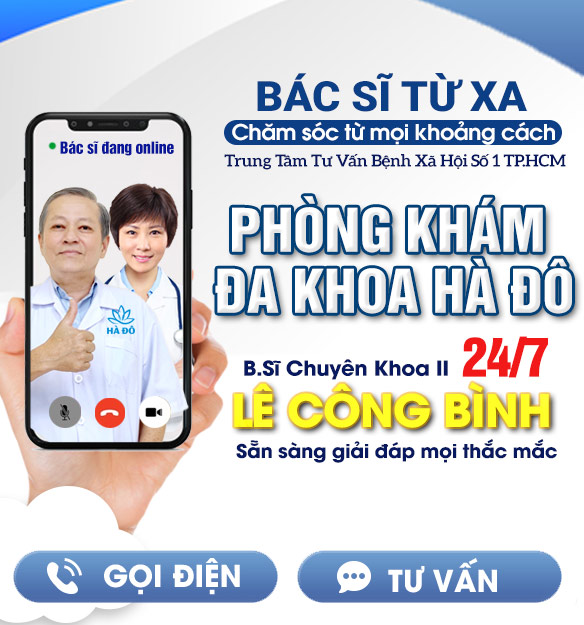 BÁC SĨ TỪ XA
Chăm sóc từ mọi khoảng cách
Trung Tâm Tư Vấn Bệnh Xã Hội Số 1 TP.HCM
Bác sĩ đang online
HÀ ĐÔ
PHÒNG KHÁM
ĐA KHOA HÀ ĐÔ
B.Sĩ Chuyên Khoa II 24/7
LÊ CÔNG BÌNH
Sẵn sàng giải đáp mọi thắc mắc
GỌI ĐIỆN
TƯ VẤN